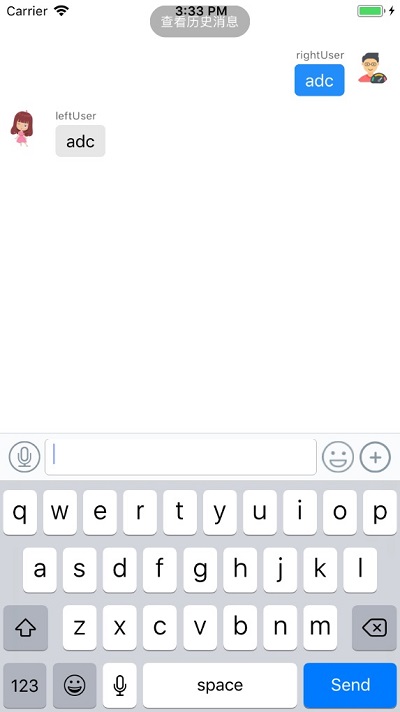 Carrier 3:33 PM
查看历史消息
rightUser
adc
leftUser
adc
q w e r t y u i o p
a s d f g h j k l
z x c v b n m
123 space Send